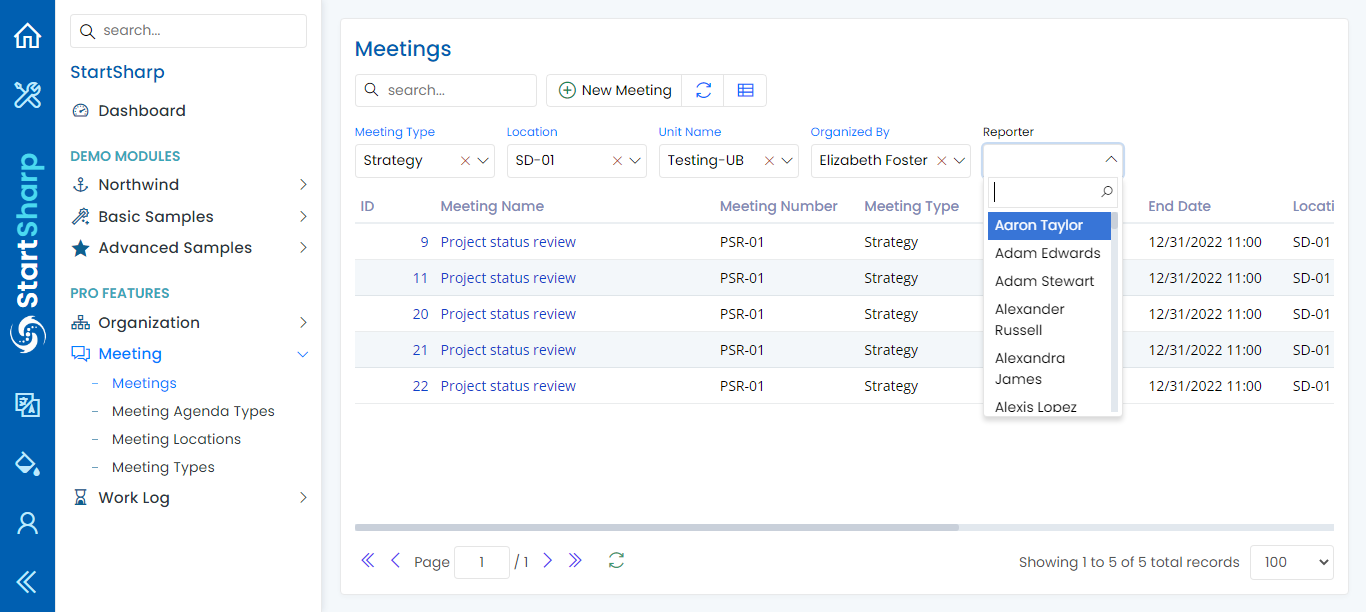 search...
StartSharp
Dashboard
DEMO MODULES
Northwind
Basic Samples
Advanced Samples
PRO FEATURES
Organization
Meeting
Meetings
Meeting Agenda Types
Meeting Locations
Meeting Types
Work Log
StartSharp
Meetings
search...
New Meeting
Meeting Type Location Unit Name Organized By Reporter
Strategy SD-01 Testing-UB Elizabeth Foster
ID Meeting Name Meeting Number Meeting Type End Date Locati
9 Project status review PSR-01 Strategy 12/31/2022 11:00 SD-01
11 Project status review PSR-01 Strategy 12/31/2022 11:00 SD-01
20 Project status review PSR-01 Strategy 12/31/2022 11:00 SD-01
21 Project status review PSR-01 Strategy 12/31/2022 11:00 SD-01
22 Project status review PSR-01 Strategy 12/31/2022 11:00 SD-01
Aaron Taylor
Adam Edwards
Adam Stewart
Alexander
Russell
Alexandra
James
Alexis Lopez
Page 1 / 1
Showing 1 to 5 of 5 total records 100